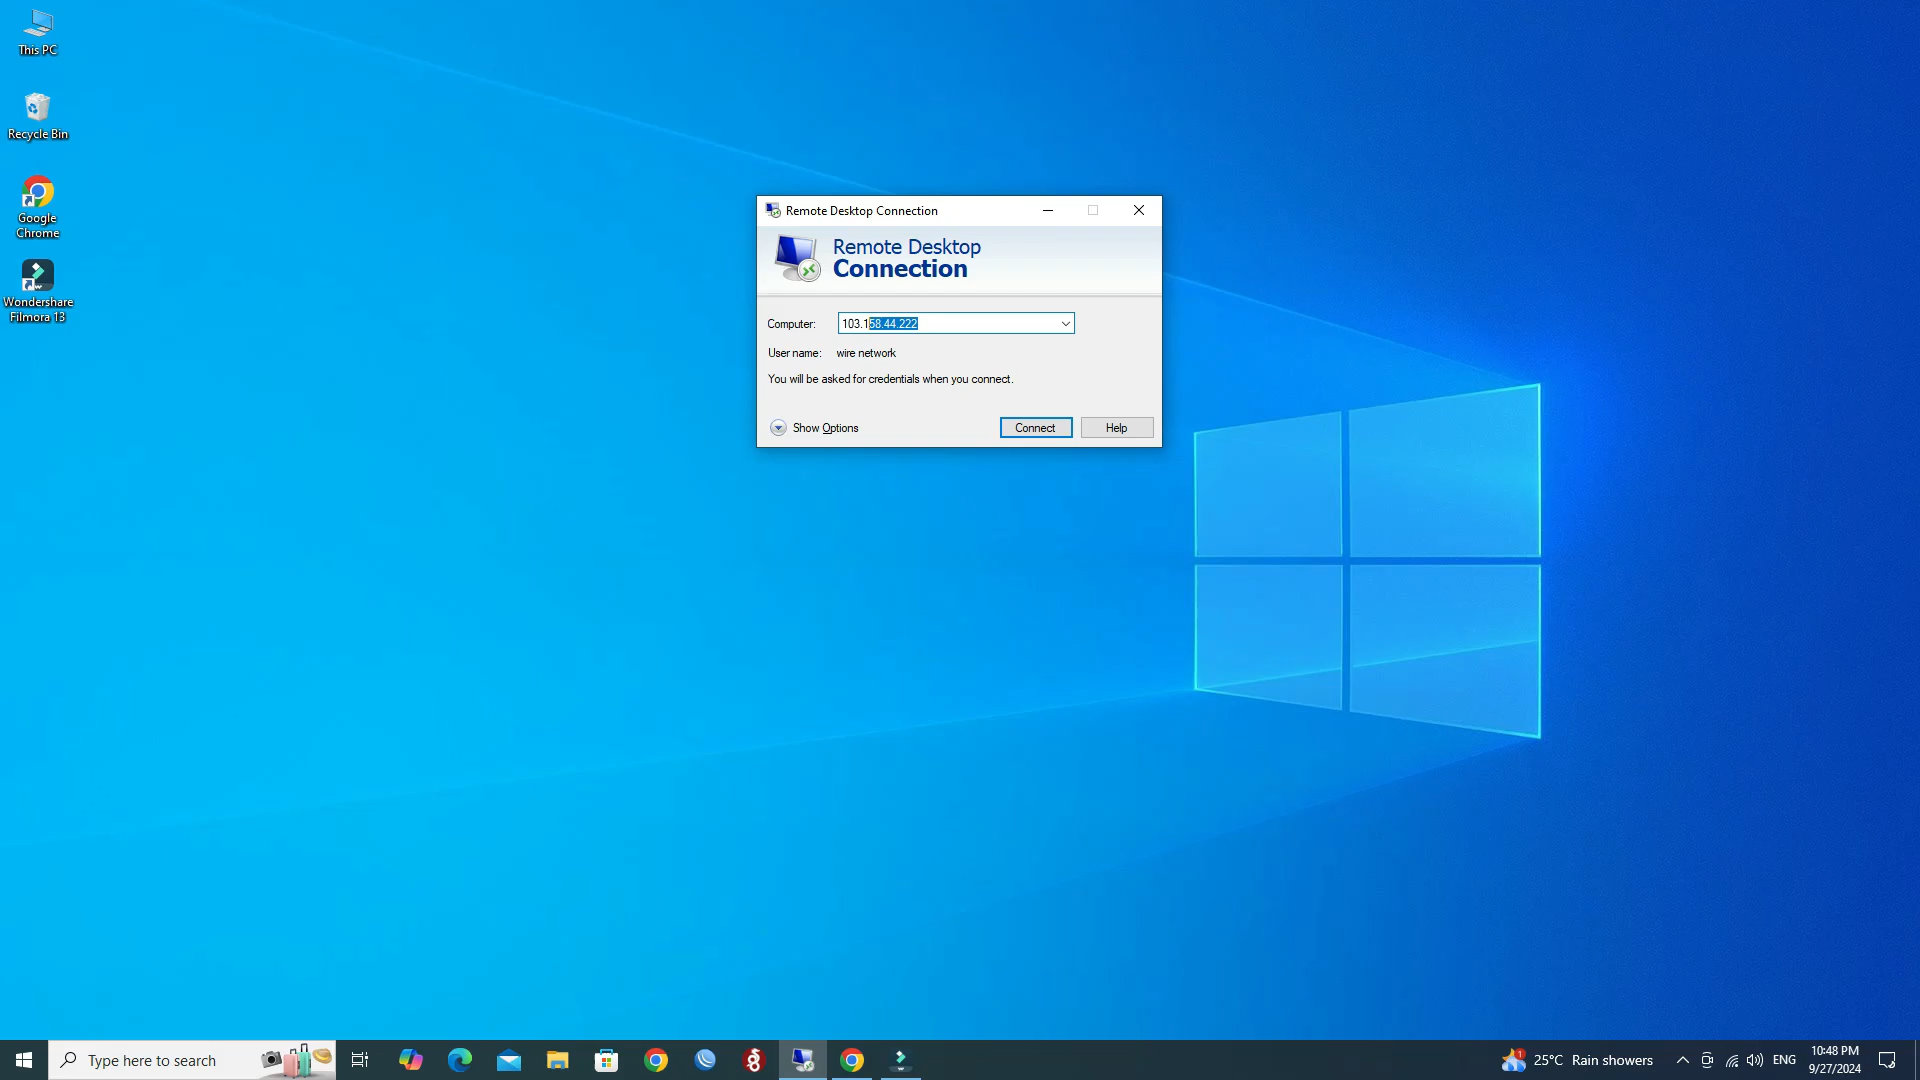 This PC
Recycle Bin
Google
Chrome
Wondershare
Filmora 13
Remote Desktop Connection
Remote Desktop
Connection
Computer: 103.158.44.222
User name: wire network
You will be asked for credentials when you connect.
Show Options Connect Help
Type here to search
1 25°C Rain showers ENG 10:48 PM
9/27/2024